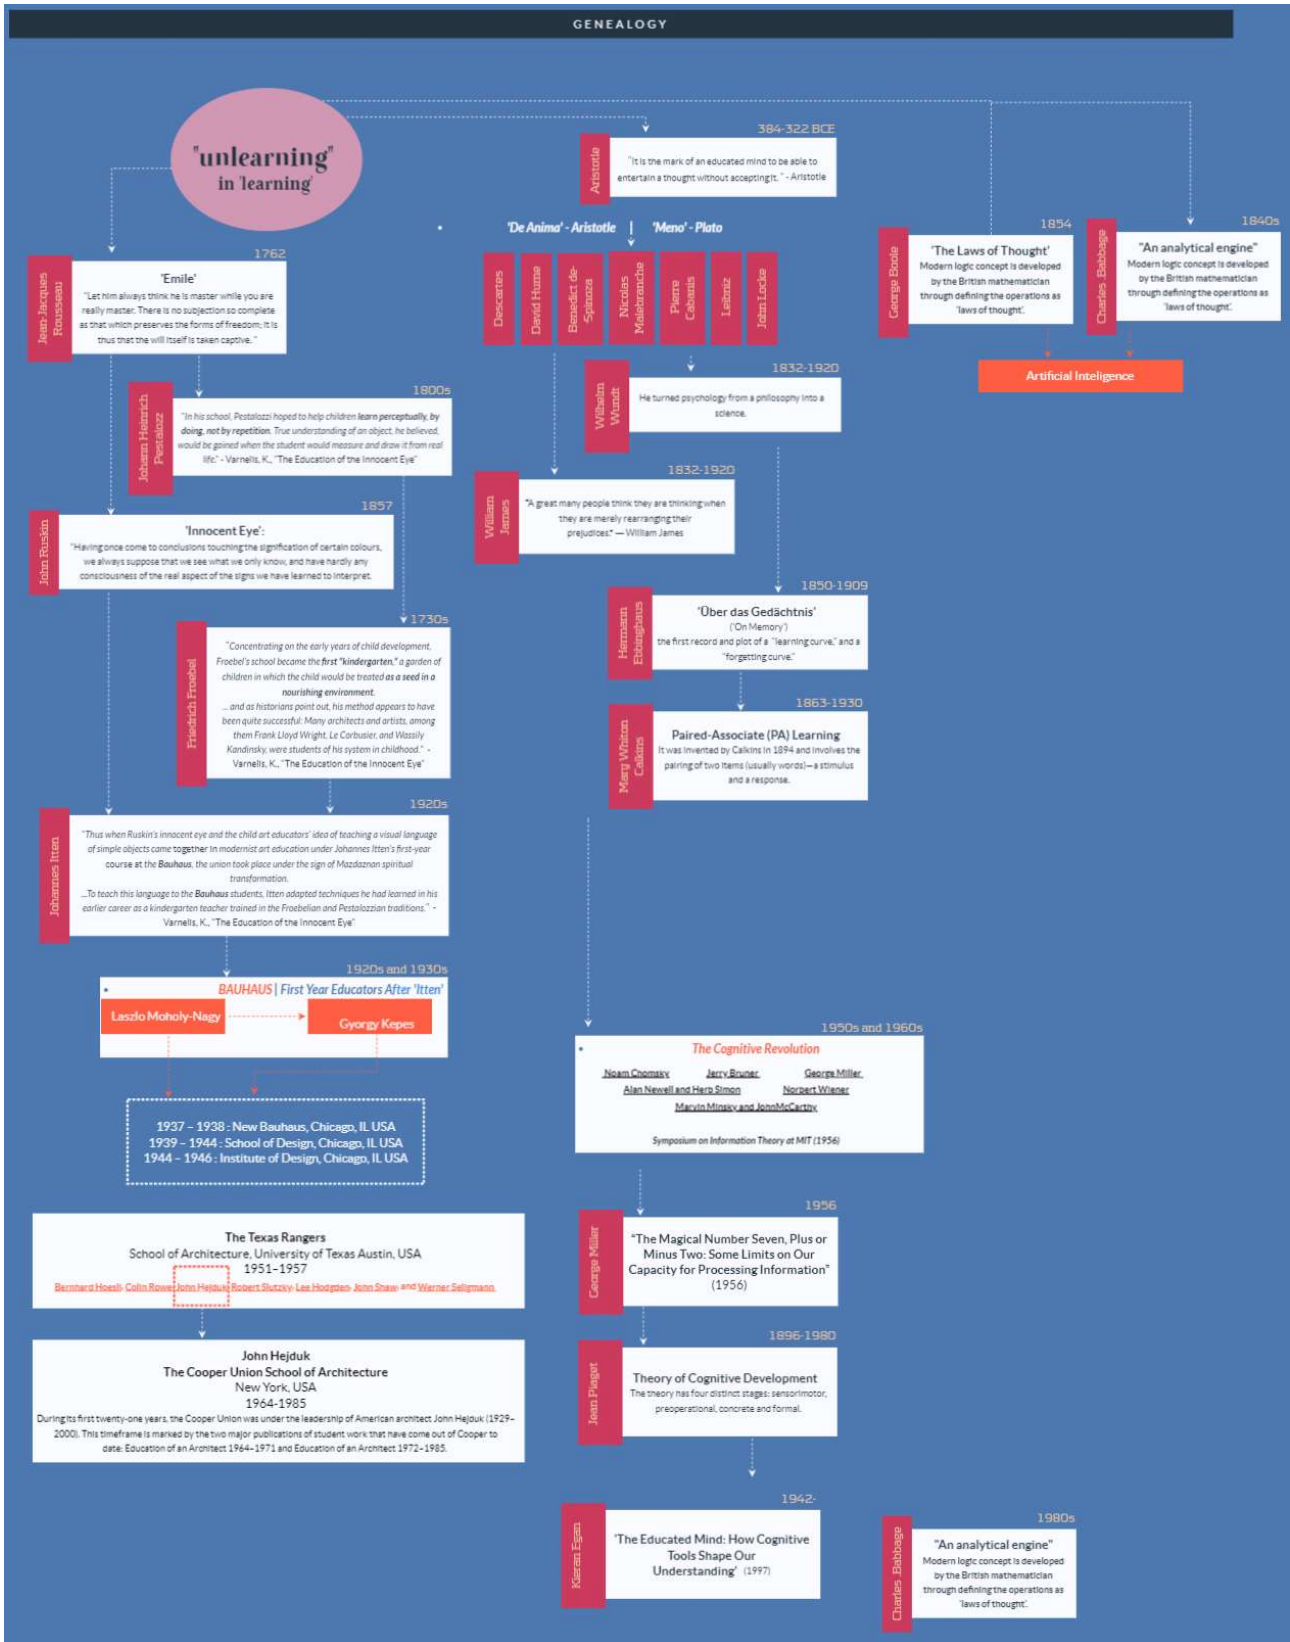 GENEALOGY
"unlearning"
in 'learning'
384-322 BCE
Aristotle
"It is the mark of an educated mind to be able to
entertain a thought without accepting it. " - Aristotle
'De Anima' - Aristotle | 'Meno' - Plato
Descartes
David Hume
Benedict de-
Spinoza
Nicolas
Malebranche
Pierre
Cabanis
Leibniz
John Locke
1854
George Boole
'The Laws of Thought'
Modern logic concept is developed
by the British mathematician
through defining the operations as
'laws of thought'.
1840s
Charles .Babbage
"An analytical engine"
Modern logic concept is developed
by the British mathematician
through defining the operations as
'laws of thought'.
Artificial Inteligence
1762
Jean-Jacques
Rousseau
'Emile'
"Let him always think he is master while you are
really master. There is no subjection so complete
as that which preserves the forms of freedom; it is
thus that the will itself is taken captive. "
1800s
Johann Heinrich
Pestalozz
"In his school, Pestalozzi hoped to help children learn perceptually, by
doing, not by repetition. True understanding of an object, he believed,
would be gained when the student would measure and draw it from real
life." - Varnelis, K., "The Education of the Innocent Eye"
1857
John Ruskin
'Innocent Eye':
"Having once come to conclusions touching the signification of certain colours,
we always suppose that we see what we only know, and have hardly any
consciousness of the real aspect of the signs we have learned to interpret.
1730s
Friedrich Froebel
"Concentrating on the early years of child development,
Froebel's school became the first "kindergarten," a garden of
children in which the child would be treated as a seed in a
nourishing environment.
... and as historians point out, his method appears to have
been quite successful: Many architects and artists, among
them Frank Lloyd Wright, Le Corbusier, and Wassily
Kandinsky, were students of his system in childhood." -
Varnelis, K., "The Education of the Innocent Eye"
1920s
Johannes Itten
"Thus when Ruskin's innocent eye and the child art educators' idea of teaching a visual language
of simple objects came together in modernist art education under Johannes Itten's first-year
course at the Bauhaus, the union took place under the sign of Mazdaznan spiritual
transformation.
...To teach this language to the Bauhaus students, Itten adapted techniques he had learned in his
earlier career as a kindergarten teacher trained in the Froebelian and Pestalozzian traditions." -
Varnelis, K., "The Education of the Innocent Eye"
1920s and 1930s
BAUHAUS | First Year Educators After 'Itten'
Laszlo Moholy-Nagy
Gyorgy Kepes
1937 – 1938 : New Bauhaus, Chicago, IL USA
1939 – 1944 : School of Design, Chicago, IL USA
1944 – 1946 : Institute of Design, Chicago, IL USA
The Texas Rangers
School of Architecture, University of Texas Austin, USA
1951–1957
Bernhard Hoesli, Colin Rowe, John Hejduk, Robert Slutzky, Lee Hodgden, John Shaw, and Werner Seligmann,
John Hejduk
The Cooper Union School of Architecture
New York, USA
1964-1985
During its first twenty-one years, the Cooper Union was under the leadership of American architect John Hejduk (1929–
2000). This timeframe is marked by the two major publications of student work that have come out of Cooper to
date: Education of an Architect 1964–1971 and Education of an Architect 1972–1985.
1832-1920
Wilhelm
Wundt
He turned psychology from a philosophy into a
science.
1832-1920
William
James
"A great many people think they are thinking when
they are merely rearranging their
prejudices." — William James
1850-1909
Hermann
Ebbinghaus
'Über das Gedächtnis'
('On Memory')
the first record and plot of a "learning curve," and a
"forgetting curve."
1863-1930
Mary Whiton
Calkins
Paired-Associate (PA) Learning
It was invented by Calkins in 1894 and involves the
pairing of two items (usually words)—a stimulus
and a response.
1950s and 1960s
The Cognitive Revolution
Noam Chomsky Jerry Bruner George Miller
Alan Newell and Herp Simon Norbert Wiener
Marvin Minsky and JohnMcCarthy
Symposium on Information Theory at MIT (1956)
1956
George Miller
"The Magical Number Seven, Plus or
Minus Two: Some Limits on Our
Capacity for Processing Information"
(1956)
1896-1980
Jean Piaget
Theory of Cognitive Development
The theory has four distinct stages: sensorimotor,
preoperational, concrete and formal.
1942-
Kieran Egan
'The Educated Mind: How Cognitive
Tools Shape Our
Understanding' (1997)
1980s
Charles .Babbage
"An analytical engine"
Modern logic concept is developed
by the British mathematician
through defining the operations as
'laws of thought'.